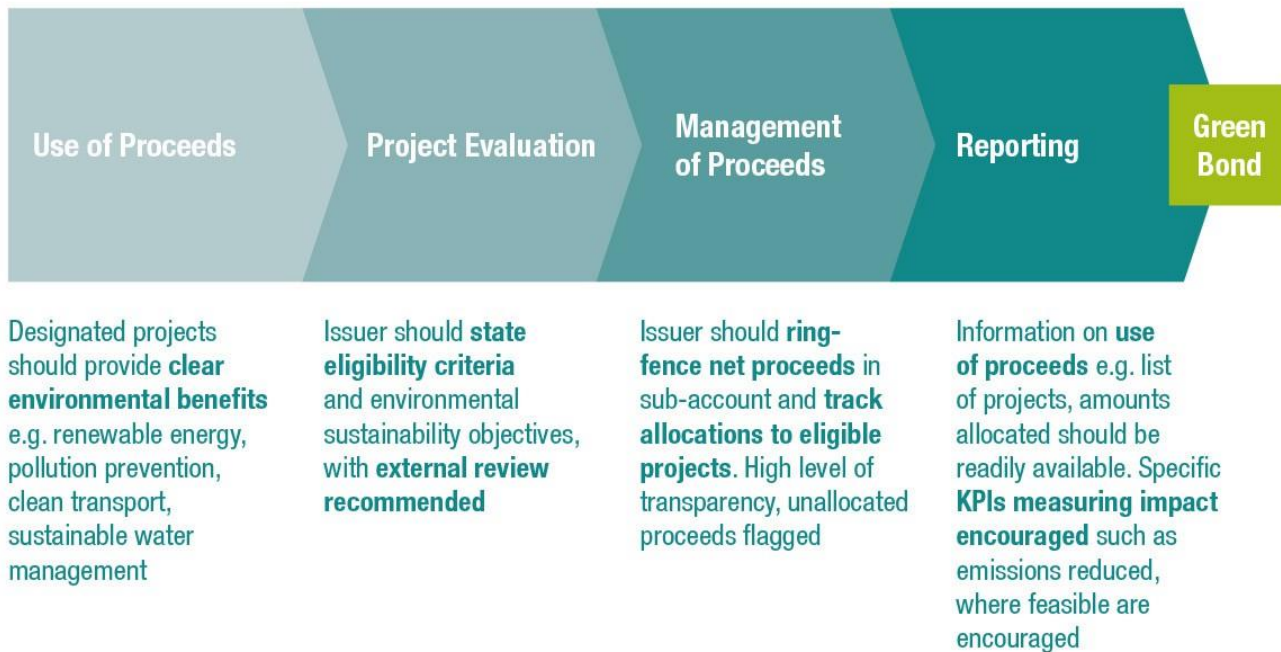 Use of Proceeds
Project Evaluation
Management
of Proceeds
Reporting
Green
Bond
Designated projects
should provide clear
environmental benefits
e.g. renewable energy,
pollution prevention,
clean transport,
sustainable water
management
Issuer should state
eligibility criteria
and environmental
sustainability objectives,
with external review
recommended
Issuer should ring-
fence net proceeds in
sub-account and track
allocations to eligible
projects. High level of
transparency, unallocated
proceeds flagged
Information on use
of proceeds e.g. list
of projects, amounts
allocated should be
readily available. Specific
KPIs measuring impact
encouraged such as
emissions reduced,
where feasible are
encouraged